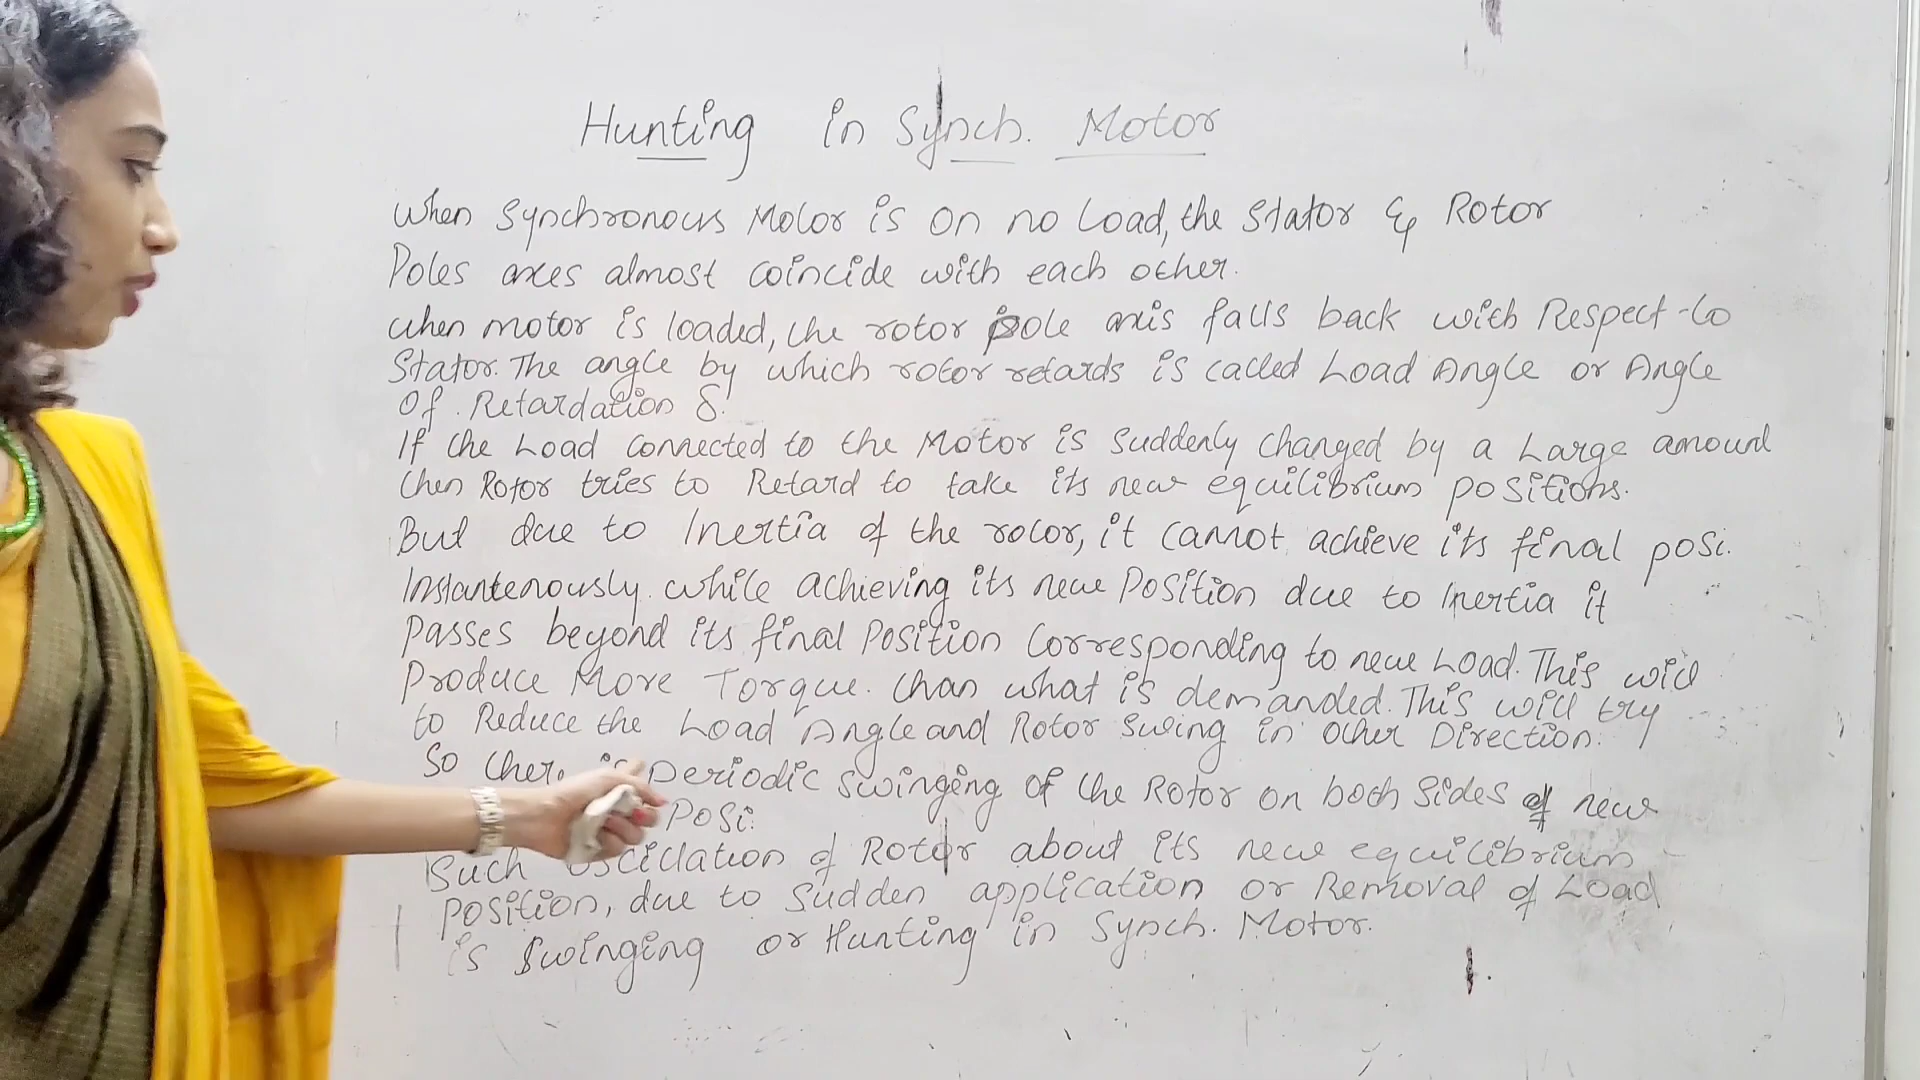 Hunting in Synch. Motor
When Synchronous Motor is on no Load, the Stator & Rotor
Poles axes almost coincide with each other.
when motor is loaded, the rotor pole axis falls back with Respect to
Stator. The angle by which rotor retards is called Load Angle or Angle
Of Retardation δ.
If the Load connected to the Motor is Suddenly changed by a Large amount
then Rotor tries to Retard to take its new equilibrium positions.
But due to Inertia of the rotor, it cannot achieve its final posi.
Instantenously. while achieving its new Position due to Inertia it
Passes beyond its final Position Corresponding to new Load. This will
Produce More Torque. than what is demanded. This will try
to Reduce the Load Angle and Rotor Swing in Other Direction.
So there is Periodic Swinging Of the Rotor on both Sides of new
Posi.
Such Oscillation of Rotor about its new equilibrium
Position, due to Sudden application or Removal of Load
is Swinging or Hunting in Synch. Motor.